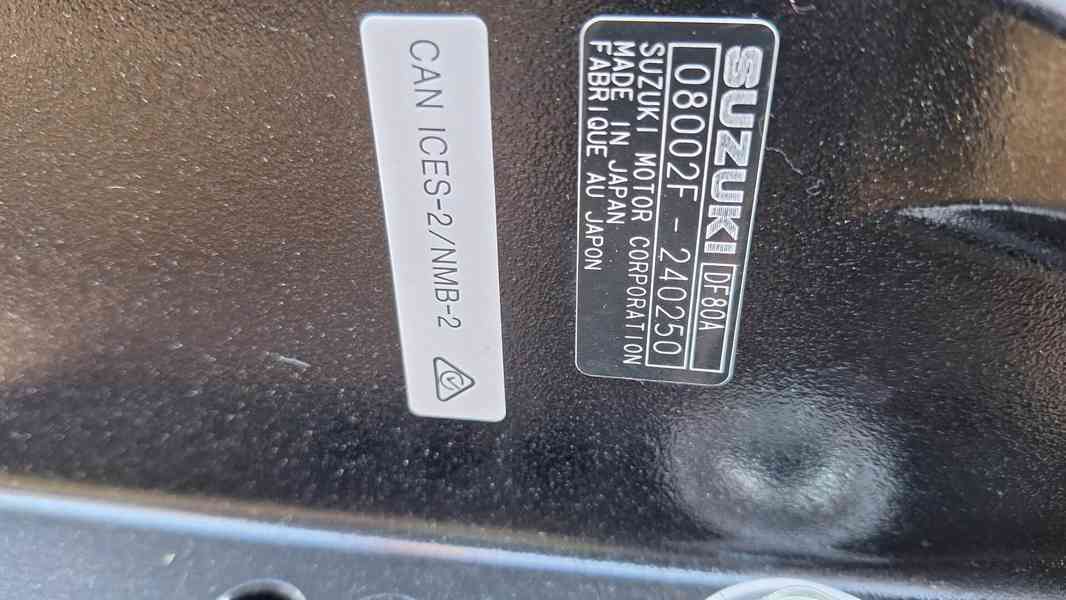 SUZUKI DF80A
08002F-240250
SUZUKI MOTOR CORPORATION
MADE IN JAPAN
FABRIQUE AU JAPON
CAN ICES-2/NMB-2